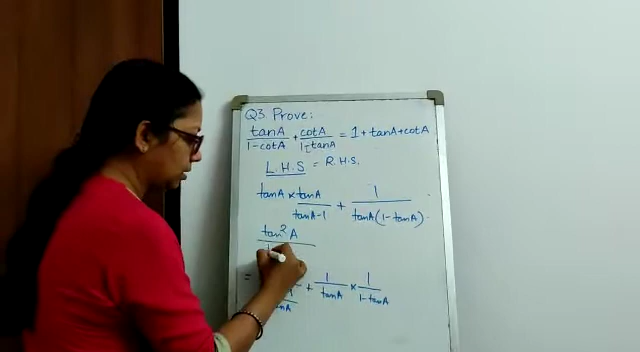 Q3. Prove:
tanA/1-cotA + cotA/1-tanA = 1 + tanA + cotA
L.H.S = R.H.S.
tanA × tanA/tanA-1 + 1/tanA(1-tanA)
tan²A
= + 1/tanA × 1/1-tanA